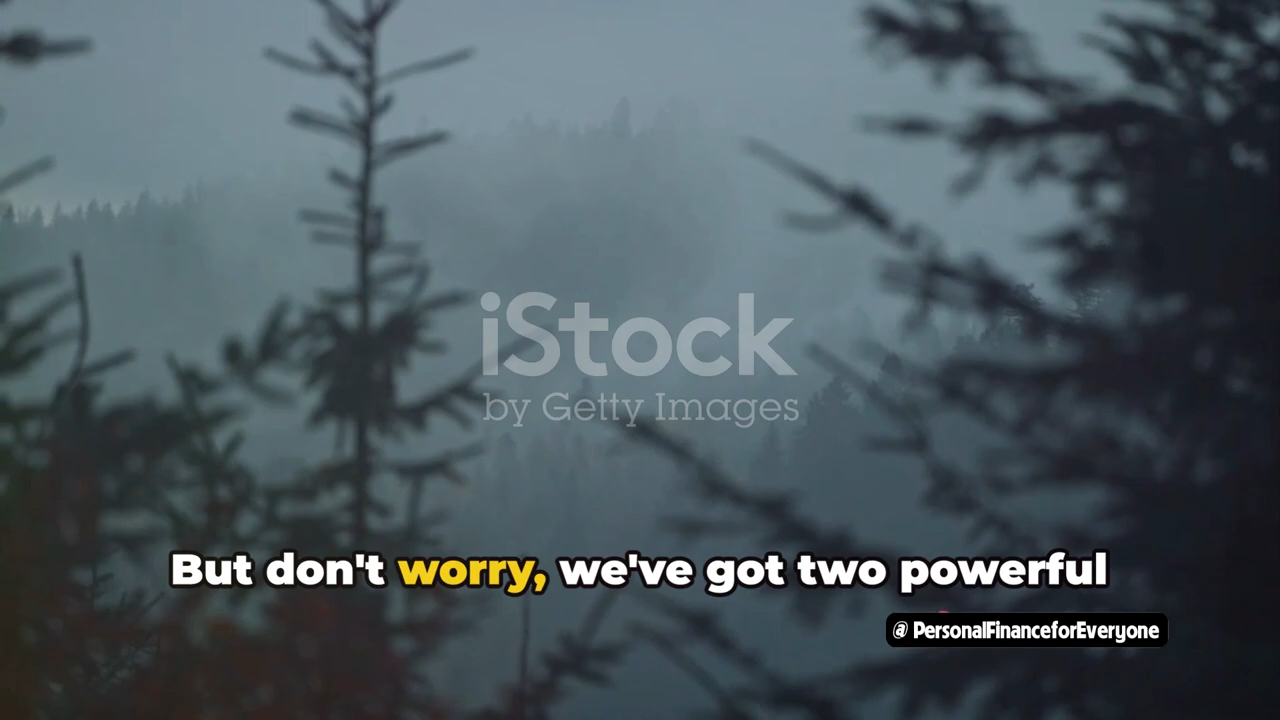 iStock
by Getty Images
But don't worry, we've got two powerful
@ PersonalFinanceforEveryone